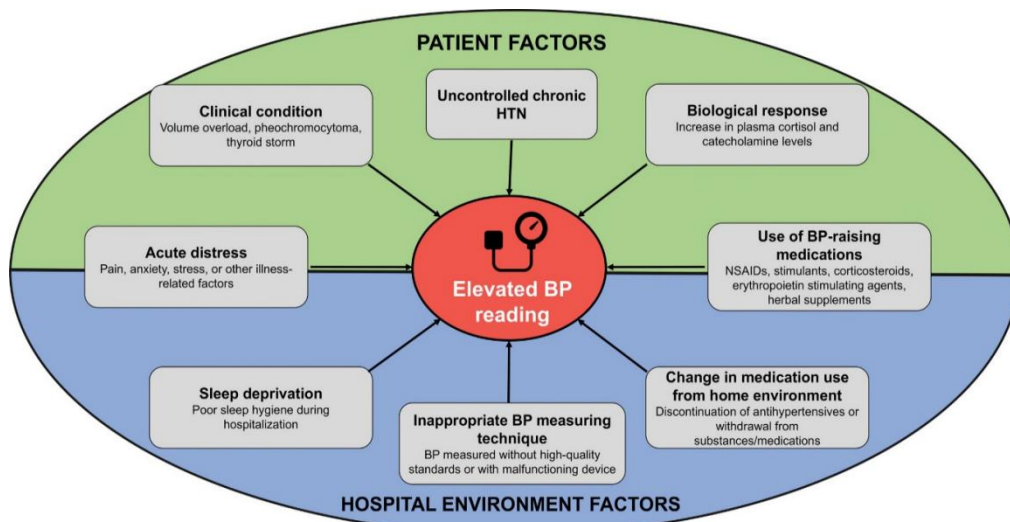 PATIENT FACTORS
Clinical condition
Volume overload, pheochromocytoma,
thyroid storm
Uncontrolled chronic
HTN
Biological response
Increase in plasma cortisol and
catecholamine levels
Acute distress
Pain, anxiety, stress, or other illness-
related factors
Elevated BP
reading
Use of BP-raising
medications
NSAIDs, stimulants, corticosteroids,
erythropoietin stimulating agents,
herbal supplements
Sleep deprivation
Poor sleep hygiene during
hospitalization
Inappropriate BP measuring
technique
BP measured without high-quality
standards or with malfunctioning device
Change in medication use
from home environment
Discontinuation of antihypertensives or
withdrawal from
substances/medications
HOSPITAL ENVIRONMENT FACTORS